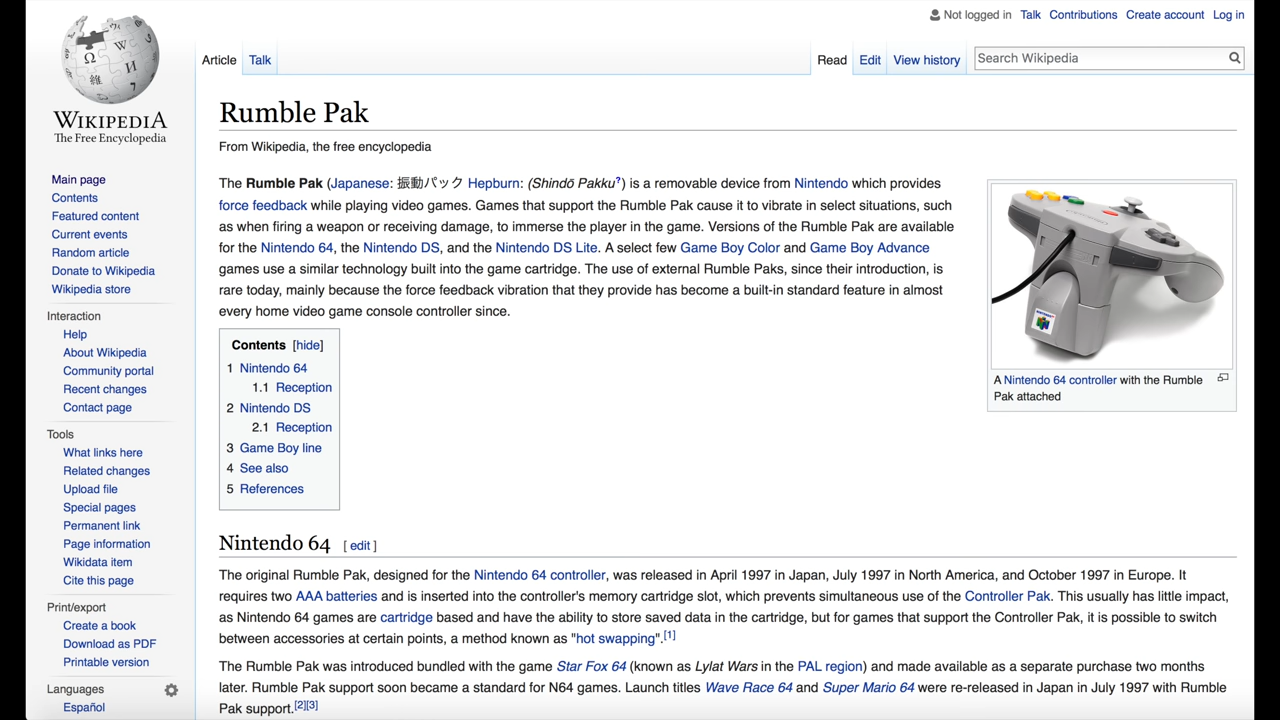 Not logged in Talk Contributions Create account Log in
Article Talk Read Edit View history Search Wikipedia
WIKIPEDIA
The Free Encyclopedia
Main page
Contents
Featured content
Current events
Random article
Donate to Wikipedia
Wikipedia store
Interaction
Help
About Wikipedia
Community portal
Recent changes
Contact page
Tools
What links here
Related changes
Upload file
Special pages
Permanent link
Page information
Wikidata item
Cite this page
Print/export
Create a book
Download as PDF
Printable version
Languages
Español
Rumble Pak
From Wikipedia, the free encyclopedia
The Rumble Pak (Japanese: 振動パック Hepburn: (Shindō Pakku?) is a removable device from Nintendo which provides
force feedback while playing video games. Games that support the Rumble Pak cause it to vibrate in select situations, such
as when firing a weapon or receiving damage, to immerse the player in the game. Versions of the Rumble Pak are available
for the Nintendo 64, the Nintendo DS, and the Nintendo DS Lite. A select few Game Boy Color and Game Boy Advance
games use a similar technology built into the game cartridge. The use of external Rumble Paks, since their introduction, is
rare today, mainly because the force feedback vibration that they provide has become a built-in standard feature in almost
every home video game console controller since.
A Nintendo 64 controller with the Rumble
Pak attached
Contents [hide]
1 Nintendo 64
1.1 Reception
2 Nintendo DS
2.1 Reception
3 Game Boy line
4 See also
5 References
Nintendo 64 [ edit ]
The original Rumble Pak, designed for the Nintendo 64 controller, was released in April 1997 in Japan, July 1997 in North America, and October 1997 in Europe. It
requires two AAA batteries and is inserted into the controller's memory cartridge slot, which prevents simultaneous use of the Controller Pak. This usually has little impact,
as Nintendo 64 games are cartridge based and have the ability to store saved data in the cartridge, but for games that support the Controller Pak, it is possible to switch
between accessories at certain points, a method known as "hot swapping".[1]
The Rumble Pak was introduced bundled with the game Star Fox 64 (known as Lylat Wars in the PAL region) and made available as a separate purchase two months
later. Rumble Pak support soon became a standard for N64 games. Launch titles Wave Race 64 and Super Mario 64 were re-released in Japan in July 1997 with Rumble
Pak support.[2][3]